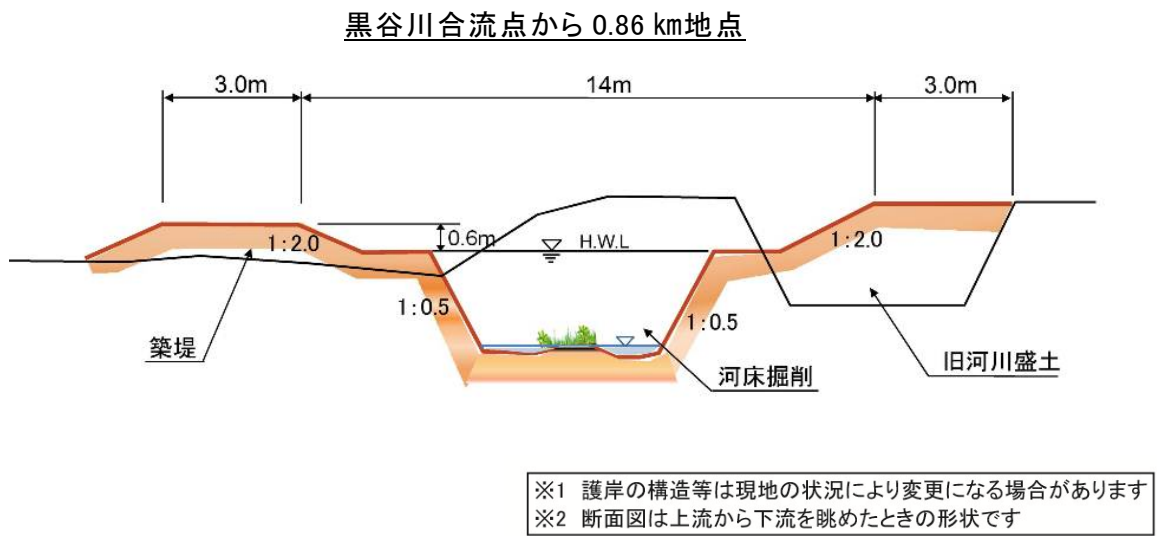 黒谷川合流点から 0.86 ㎞地点
3.0m
14m
3.0m
0.6m
H.W.L
1:2.0
1:2.0
1:0.5
1:0.5
築堤
河床掘削
旧河川盛土
※1 護岸の構造等は現地の状況により変更になる場合があります
※2 断面図は上流から下流を眺めたときの形状です